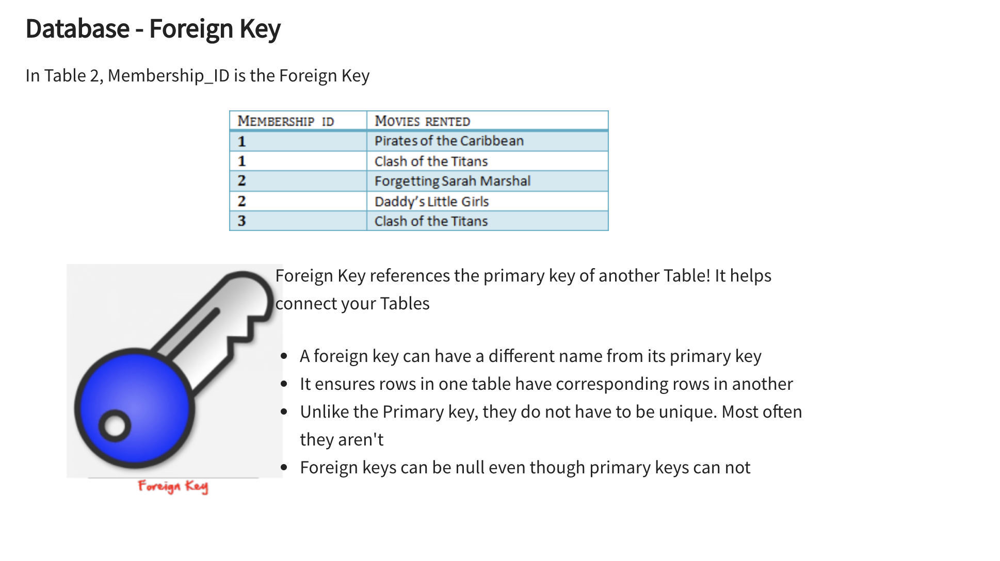 Database - Foreign Key
In Table 2, Membership_ID is the Foreign Key
MEMBERSHIP ID MOVIES RENTED
1 Pirates of the Caribbean
1 Clash of the Titans
2 Forgetting Sarah Marshal
2 Daddy’s Little Girls
3 Clash of the Titans
Foreign Key references the primary key of another Table! It helps
connect your Tables
• A foreign key can have a different name from its primary key
• It ensures rows in one table have corresponding rows in another
• Unlike the Primary key, they do not have to be unique. Most often
they aren't
• Foreign keys can be null even though primary keys can not
Foreign Key